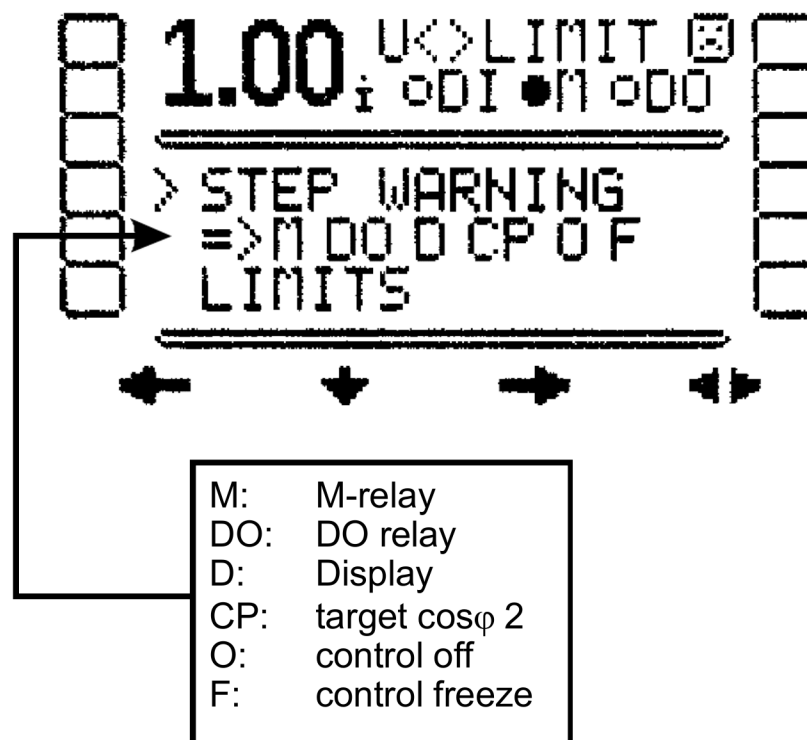 1.00 U<>LIMIT
i ○DI ●M ○DO
> STEP WARNING
=>M DO D CP O F
LIMITS
M: M-relay
DO: DO relay
D: Display
CP: target cosφ 2
O: control off
F: control freeze